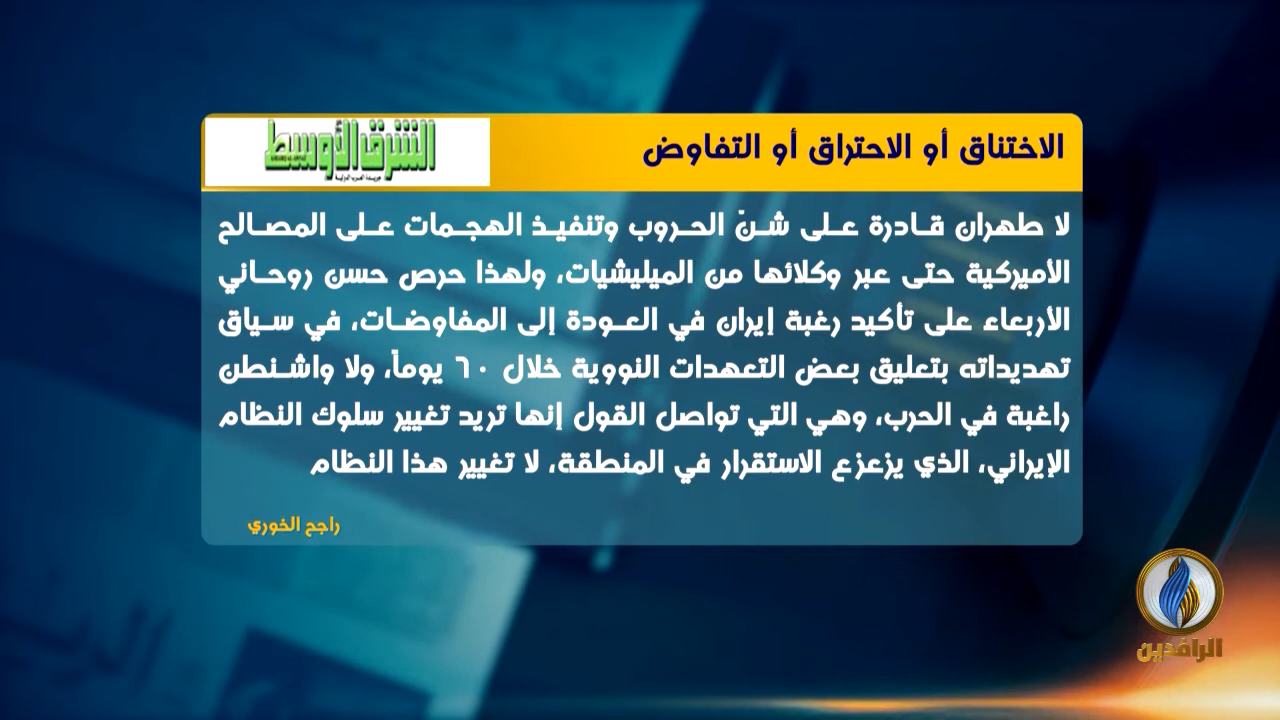 الاختناق أو الاحتراق أو التفاوض
الشرق الأوسط
جريدة العرب الدولية
لا طهران قادرة على شنّ الحروب وتنفيذ الهجمات على المصالح
الأميركية حتى عبر وكلائها من الميليشيات، ولهذا حرص حسن روحاني
الأربعاء على تأكيد رغبة إيران في العودة إلى المفاوضات، في سياق
تهديداته بتعليق بعض التعهدات النووية خلال ٦٠ يوماً، ولا واشنطن
راغبة في الحرب، وهي التي تواصل القول إنها تريد تغيير سلوك النظام
الإيراني، الذي يزعزع الاستقرار في المنطقة، لا تغيير هذا النظام
راجح الخوري
الرافدين